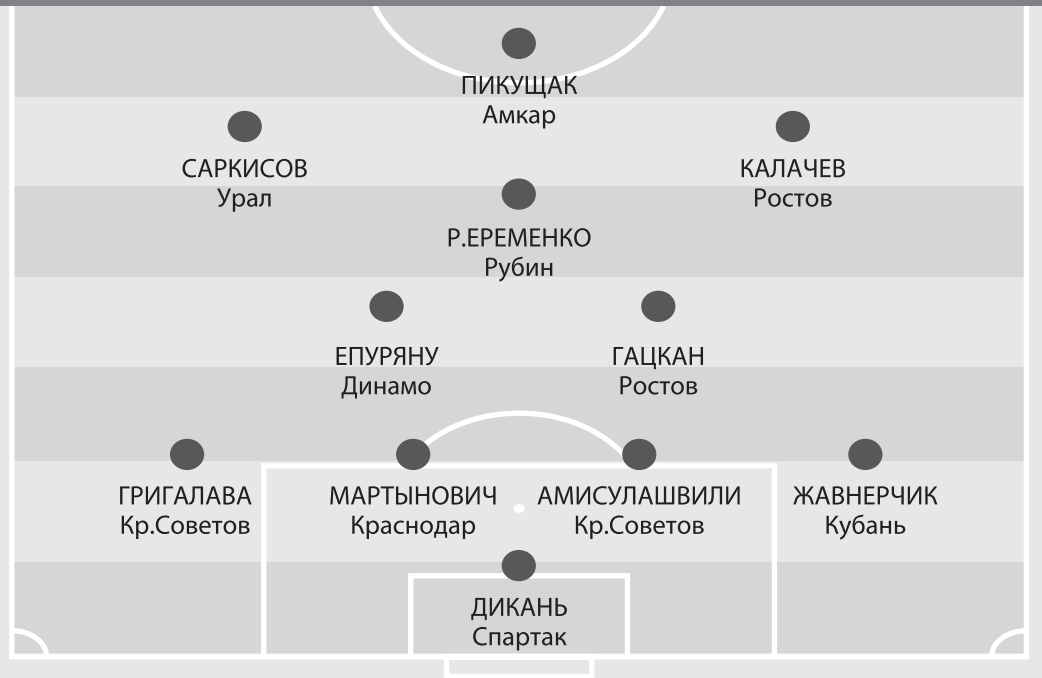 ПИКУЩАК
Амкар
САРКИСОВ
Урал
КАЛАЧЕВ
Ростов
Р.ЕРЕМЕНКО
Рубин
ЕПУРЯНУ
Динамо
ГАЦКАН
Ростов
ГРИГАЛАВА
Кр.Советов
МАРТЫНОВИЧ
Краснодар
АМИСУЛАШВИЛИ
Кр.Советов
ЖАВНЕРЧИК
Кубань
ДИКАНЬ
Спартак